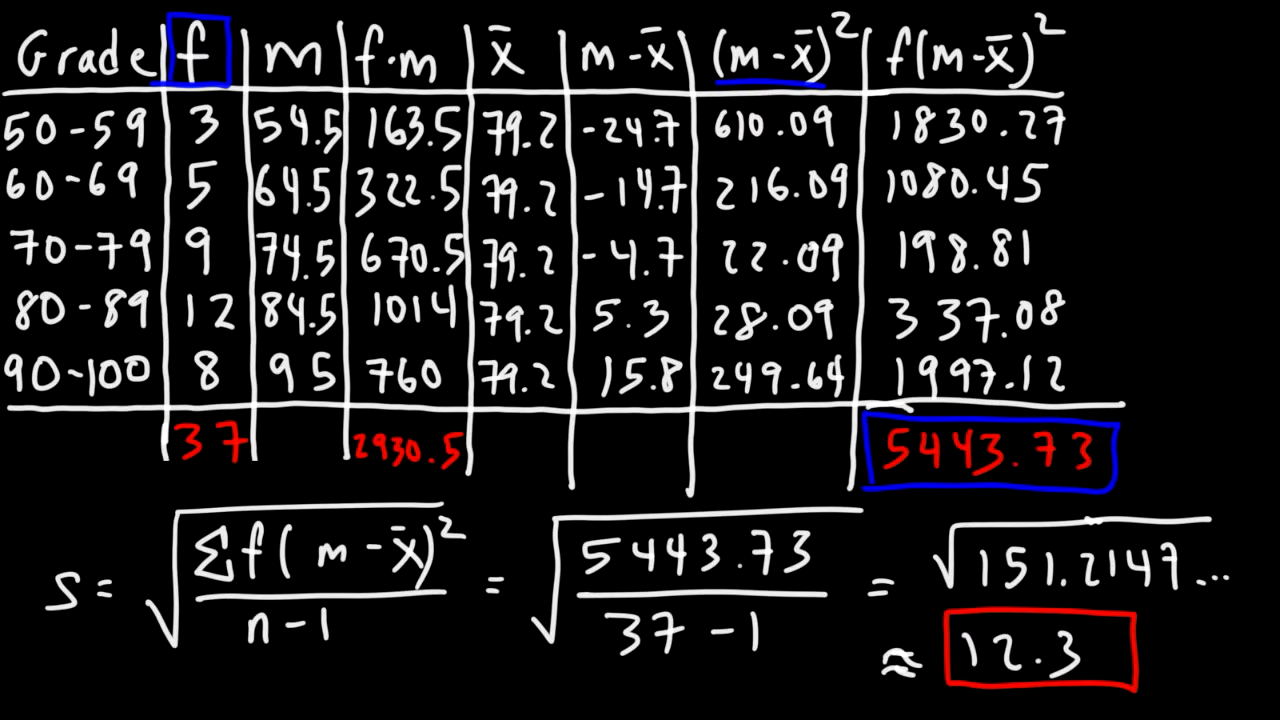 Grade f m f·m x̄ m-x̄ (m-x̄)² f(m-x̄)²
50-59 3 54.5 163.5 79.2 -24.7 610.09 1830.27
60-69 5 64.5 322.5 79.2 -14.7 216.09 1080.45
70-79 9 74.5 670.5 79.2 -4.7 22.09 198.81
80-89 12 84.5 1014 79.2 5.3 28.09 337.08
90-100 8 95 760 79.2 15.8 249.64 1997.12
37 2930.5 5443.73
s = √(Σf(m-x̄)² / n-1) = √(5443.73 / 37-1) = √151.2147...
≈ 12.3